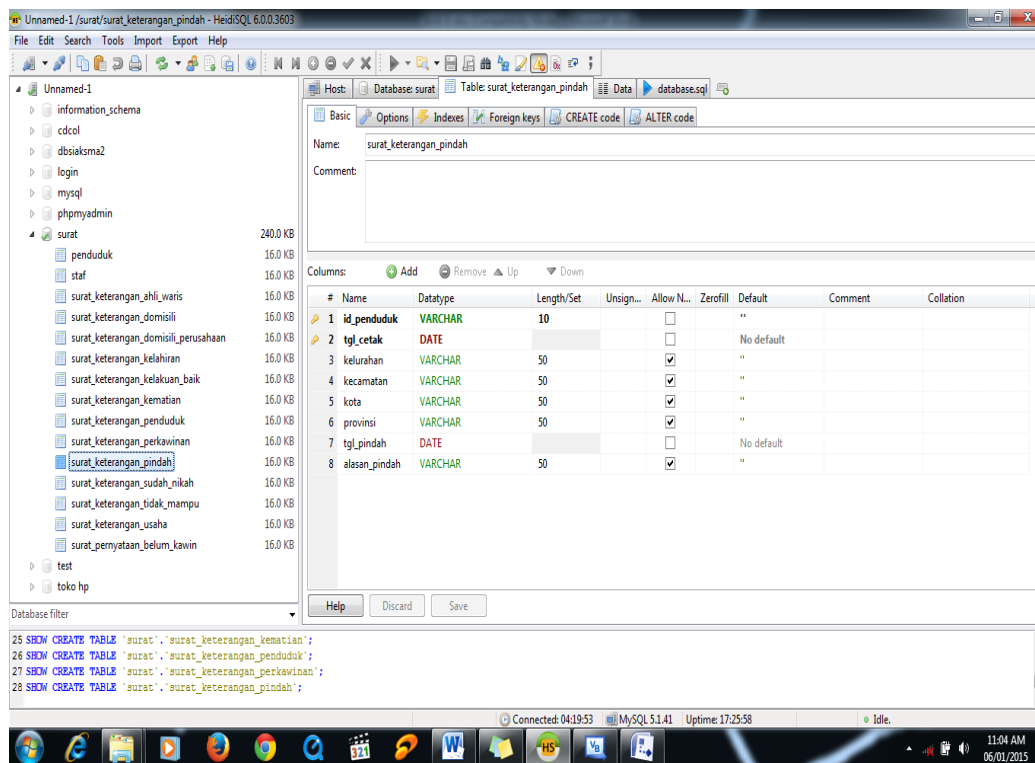 Unnamed-1 /surat/surat_keterangan_pindah - HeidiSQL 6.0.0.3603
File Edit Search Tools Import Export Help
Unnamed-1
information_schema
cdcol
dbsiaksma2
login
mysql
phpmyadmin
surat 240.0 KB
penduduk 16.0 KB
staf 16.0 KB
surat_keterangan_ahli_waris 16.0 KB
surat_keterangan_domisili 16.0 KB
surat_keterangan_domisili_perusahaan 16.0 KB
surat_keterangan_kelahiran 16.0 KB
surat_keterangan_kelakuan_baik 16.0 KB
surat_keterangan_kematian 16.0 KB
surat_keterangan_penduduk 16.0 KB
surat_keterangan_perkawinan 16.0 KB
surat_keterangan_pindah 16.0 KB
surat_keterangan_sudah_nikah 16.0 KB
surat_keterangan_tidak_mampu 16.0 KB
surat_keterangan_usaha 16.0 KB
surat_pernyataan_belum_kawin 16.0 KB
test
toko hp
Database filter
Host: Database: surat Table: surat_keterangan_pindah Data database.sql
Basic Options Indexes Foreign keys CREATE code ALTER code
Name: surat_keterangan_pindah
Comment:
Columns: Add Remove Up Down
# Name Datatype Length/Set Unsign... Allow N... Zerofill Default Comment Collation
1 id_penduduk VARCHAR 10 ''
2 tgl_cetak DATE No default
3 kelurahan VARCHAR 50 ''
4 kecamatan VARCHAR 50 ''
5 kota VARCHAR 50 ''
6 provinsi VARCHAR 50 ''
7 tgl_pindah DATE No default
8 alasan_pindah VARCHAR 50 ''
Help Discard Save
25 SHOW CREATE TABLE `surat`.`surat_keterangan_kematian`;
26 SHOW CREATE TABLE `surat`.`surat_keterangan_penduduk`;
27 SHOW CREATE TABLE `surat`.`surat_keterangan_perkawinan`;
28 SHOW CREATE TABLE `surat`.`surat_keterangan_pindah`;
Connected: 04:19:53 MySQL 5.1.41 Uptime: 17:25:58 Idle.
321
W
HS
VB
11:04 AM
06/01/2015